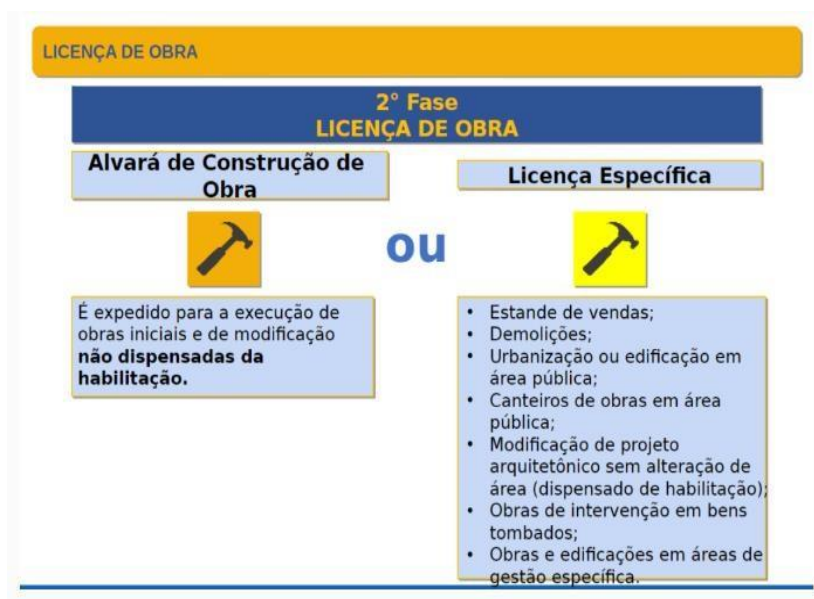 LICENÇA DE OBRA
2° Fase
LICENÇA DE OBRA
Alvará de Construção de
Obra
ou
Licença Específica
É expedido para a execução de
obras iniciais e de modificação
não dispensadas da
habilitação.
• Estande de vendas;
• Demolições;
• Urbanização ou edificação em
área pública;
• Canteiros de obras em área
pública;
• Modificação de projeto
arquitetônico sem alteração de
área (dispensado de habilitação);
• Obras de intervenção em bens
tombados;
• Obras e edificações em áreas de
gestão específica.